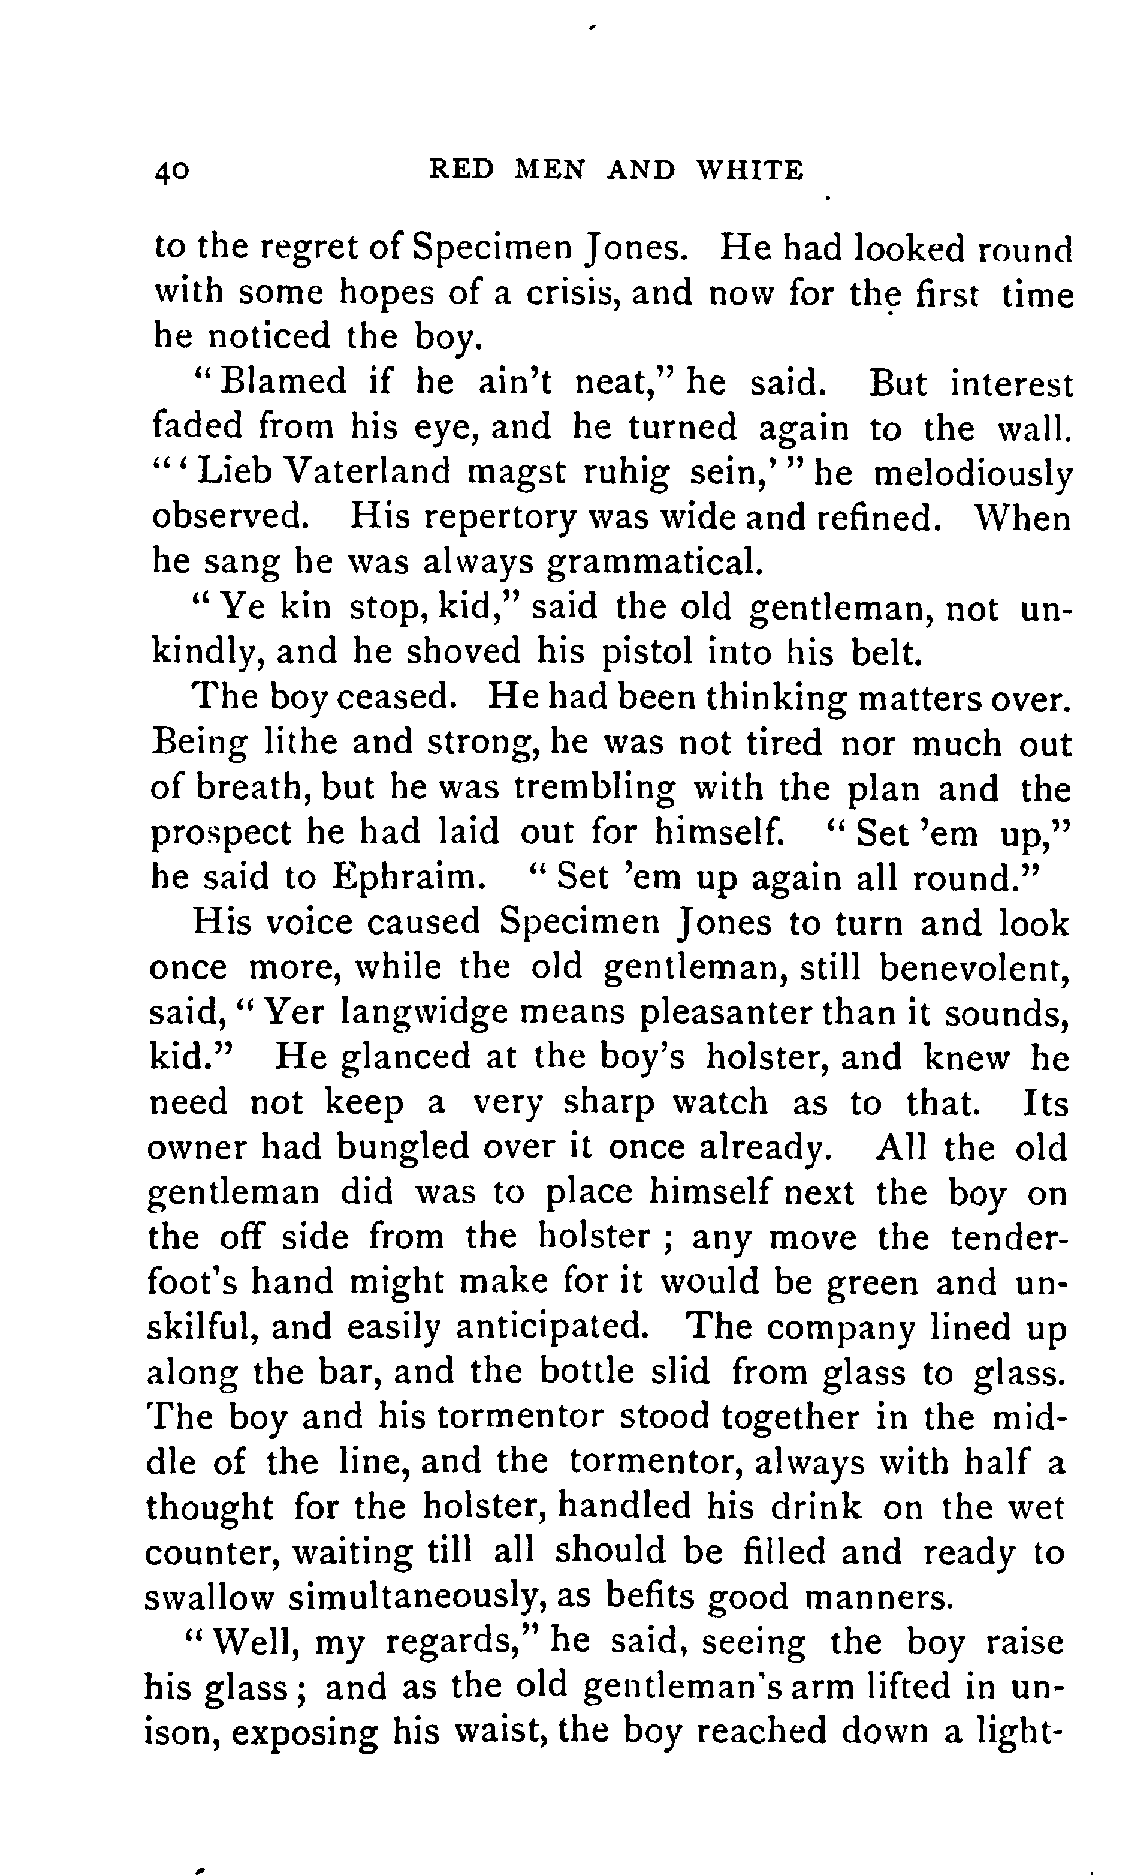 40 RED MEN AND WHITE
to the regret of Specimen Jones. He had looked round
with some hopes of a crisis, and now for the first time
he noticed the boy.
“Blamed if he ain’t neat,” he said. But interest
faded from his eye, and he turned again to the wall.
“‘Lieb Vaterland magst ruhig sein,’” he melodiously
observed. His repertory was wide and refined. When
he sang he was always grammatical.
“Ye kin stop, kid,” said the old gentleman, not un-
kindly, and he shoved his pistol into his belt.
The boy ceased. He had been thinking matters over.
Being lithe and strong, he was not tired nor much out
of breath, but he was trembling with the plan and the
prospect he had laid out for himself. “Set ’em up,”
he said to Ephraim. “Set ’em up again all round.”
His voice caused Specimen Jones to turn and look
once more, while the old gentleman, still benevolent,
said, “Yer langwidge means pleasanter than it sounds,
kid.” He glanced at the boy’s holster, and knew he
need not keep a very sharp watch as to that. Its
owner had bungled over it once already. All the old
gentleman did was to place himself next the boy on
the off side from the holster; any move the tender-
foot’s hand might make for it would be green and un-
skilful, and easily anticipated. The company lined up
along the bar, and the bottle slid from glass to glass.
The boy and his tormentor stood together in the mid-
dle of the line, and the tormentor, always with half a
thought for the holster, handled his drink on the wet
counter, waiting till all should be filled and ready to
swallow simultaneously, as befits good manners.
“Well, my regards,” he said, seeing the boy raise
his glass; and as the old gentleman’s arm lifted in un-
ison, exposing his waist, the boy reached down a light-